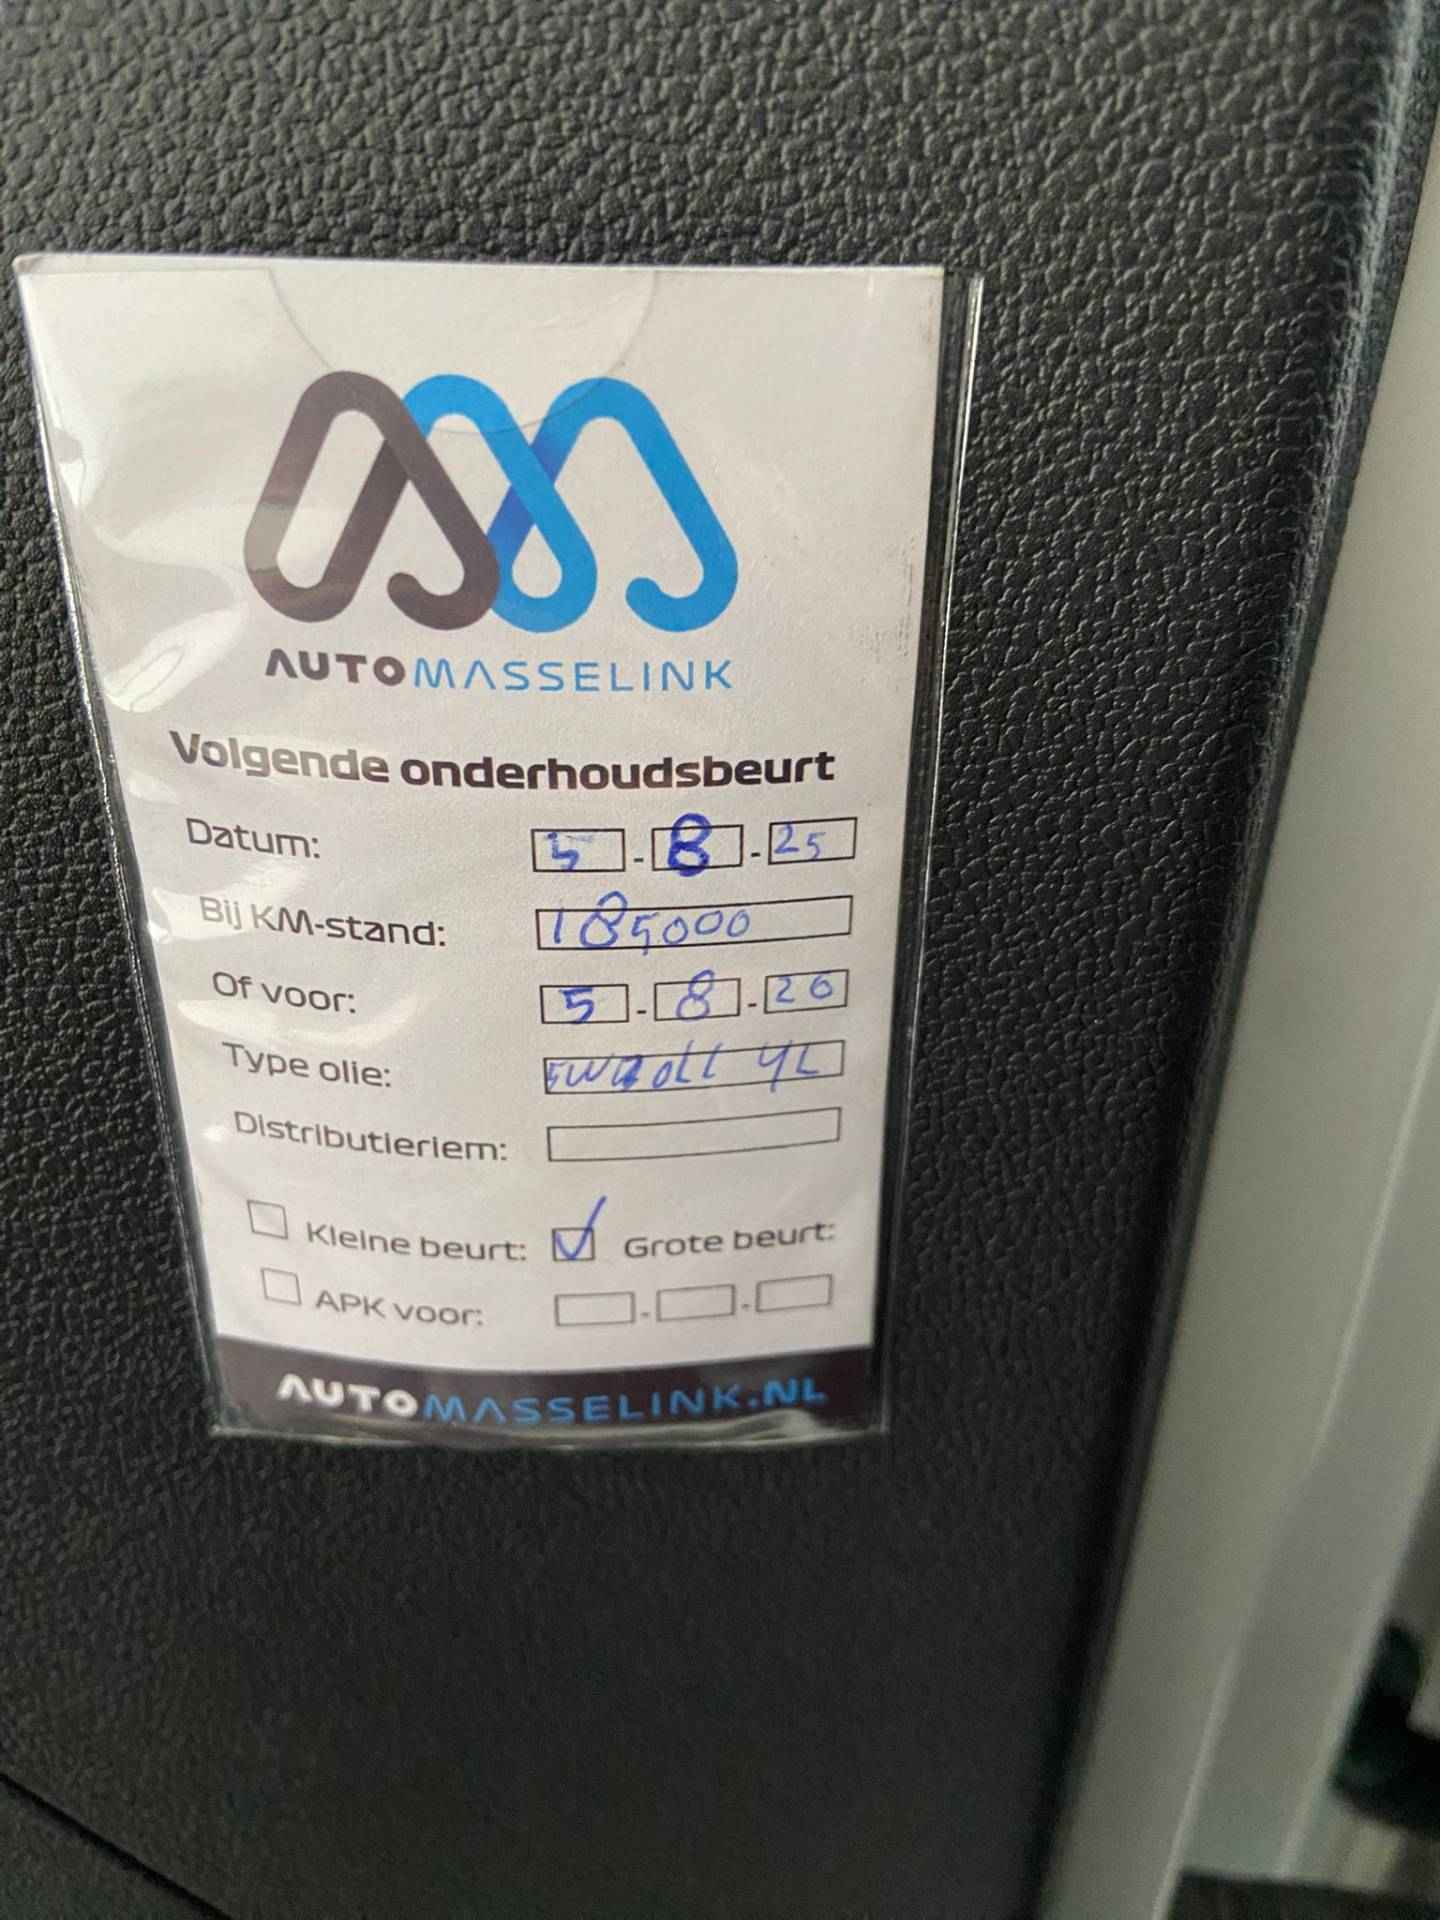 AUTOMASSELINK
Volgende onderhoudsbeurt
Datum: 5-8-25
Bij KM-stand: 185000
Of voor: 5-8-26
Type olie: 4L
Distributieriem:
Kleine beurt: Grote beurt:
APK voor: - -
AUTOMASSELINK.NL